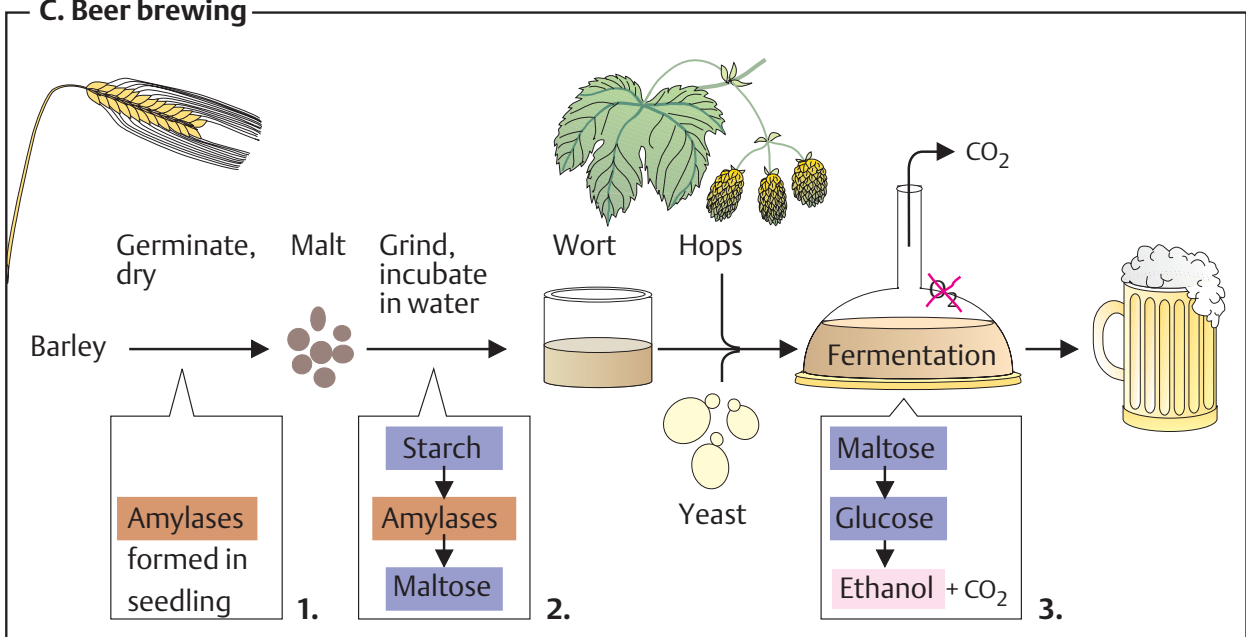 C. Beer brewing
CO₂
Germinate,
dry
Malt
Grind,
incubate
in water
Wort
Hops
O₂
Barley
Fermentation
Yeast
Amylases
formed in
seedling
1.
Starch
Amylases
Maltose
2.
Maltose
Glucose
Ethanol + CO₂
3.